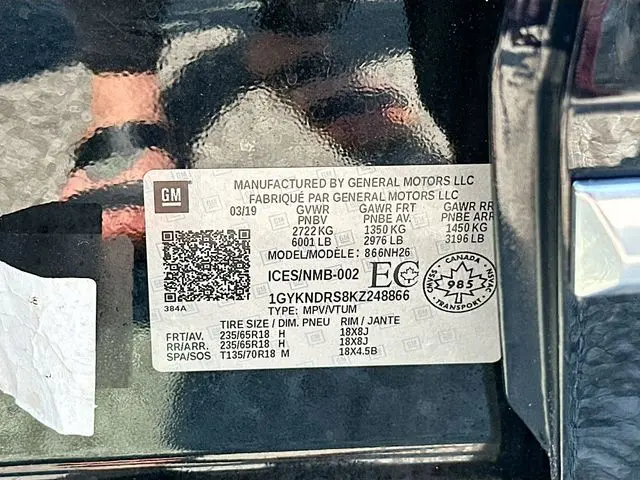 GM
MANUFACTURED BY GENERAL MOTORS LLC
FABRIQUÉ PAR GENERAL MOTORS LLC
03/19 GVWR GAWR FRT GAWR RR
PNBV PNBE AV. PNBE ARR
2722 KG 1350 KG 1450 KG
6001 LB 2976 LB 3196 LB
MODEL/MODÈLE: 866NH26
ICES/NMB-002 EC
CANADA
985
SAFETY
TRANSPORT
1GYKNDRS8KZ248866
384A
TYPE: MPV/VTUM
TIRE SIZE / DIM. PNEU RIM / JANTE
FRT/AV. 235/65R18 H 18X8J
RR/ARR. 235/65R18 H 18X8J
SPA/SOS T135/70R18 M 18X4.5B